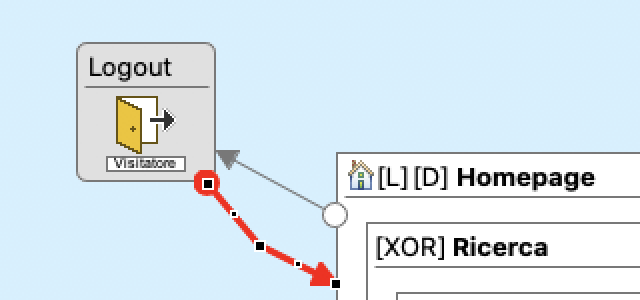 Logout
Visitatore
[L] [D] Homepage
[XOR] Ricerca